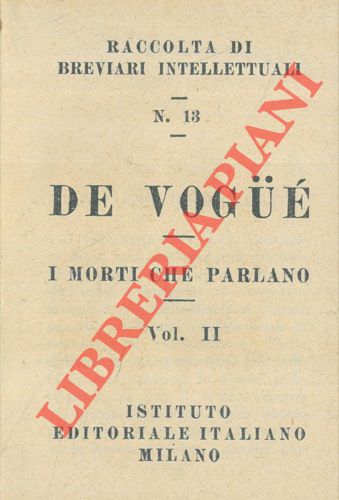 RACCOLTA DI
BREVIARI INTELLETTUALI
N. 13
DE VOGÜÉ
I MORTI CHE PARLANO
Vol. II
ISTITUTO
EDITORIALE ITALIANO
MILANO
LIBRERIAPIANI